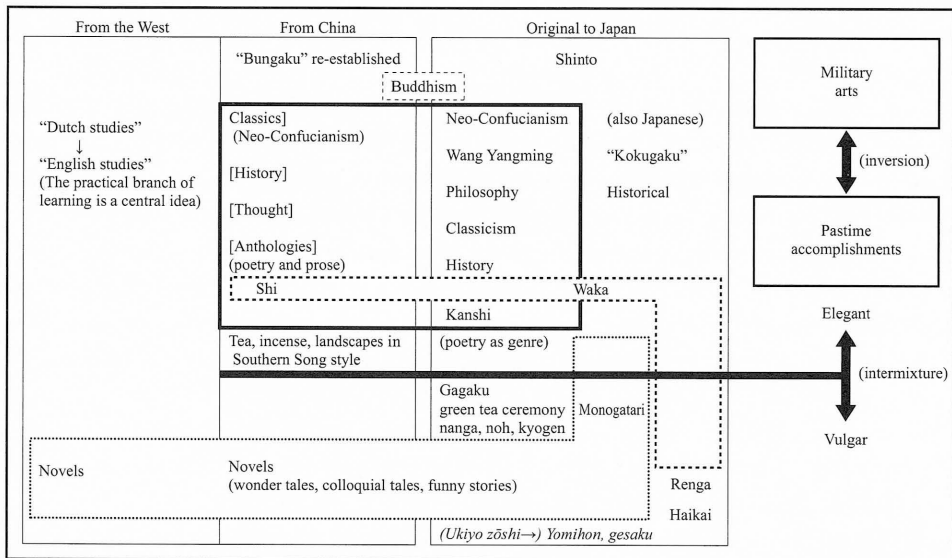 From the West
From China
Original to Japan
“Bungaku” re-established
Shinto
Buddhism
“Dutch studies”
↓
“English studies”
(The practical branch of
learning is a central idea)
Classics]
(Neo-Confucianism)
[History]
[Thought]
[Anthologies]
(poetry and prose)
Neo-Confucianism
Wang Yangming
Philosophy
Classicism
History
(also Japanese)
“Kokugaku”
Historical
Shi
Waka
Kanshi
Tea, incense, landscapes in
Southern Song style
(poetry as genre)
Gagaku
green tea ceremony
nanga, noh, kyogen
Monogatari
Novels
Novels
(wonder tales, colloquial tales, funny stories)
Renga
Haikai
(Ukiyo zōshi→) Yomihon, gesaku
Military
arts
(inversion)
Pastime
accomplishments
Elegant
(intermixture)
Vulgar